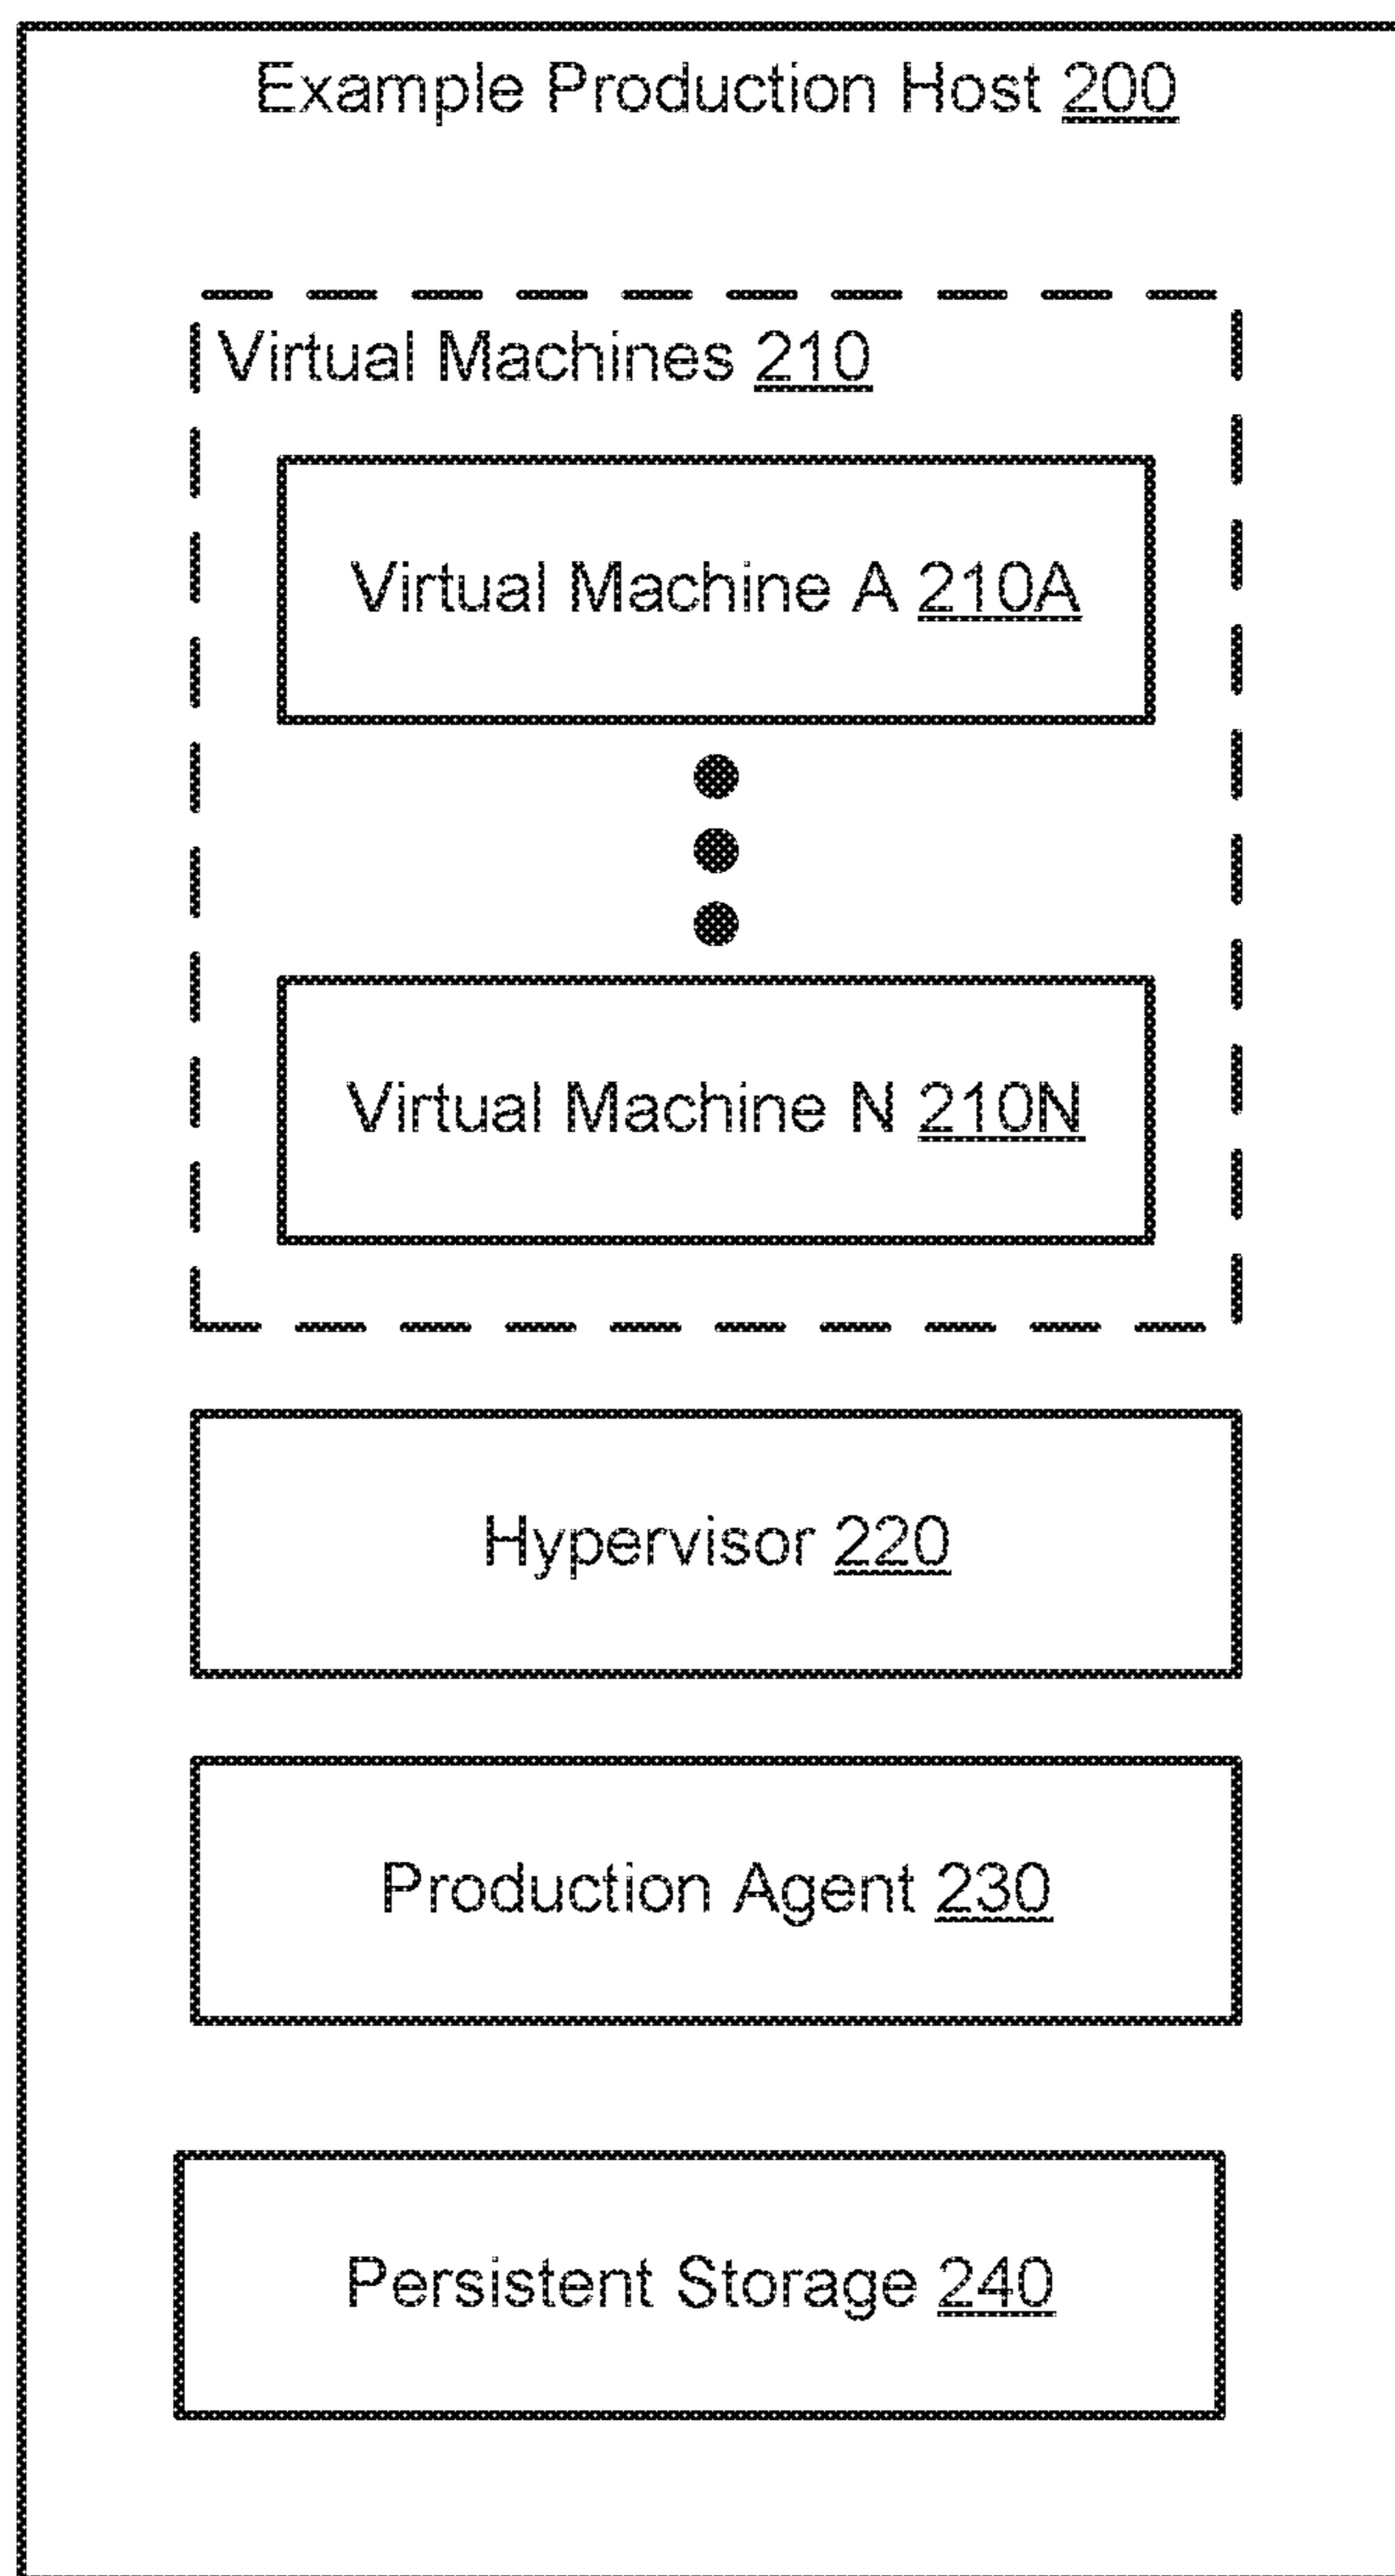 Example Production Host 200
Virtual Machines 210
Virtual Machine A 210A
Virtual Machine N 210N
Hypervisor 220
Production Agent 230
Persistent Storage 240